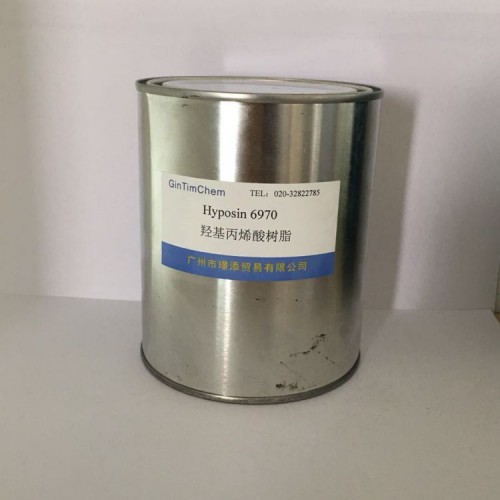 GinTimChem TEL：020-32822785
Hyposin 6970
羟基丙烯酸树脂
广州市瑾添贸易有限公司